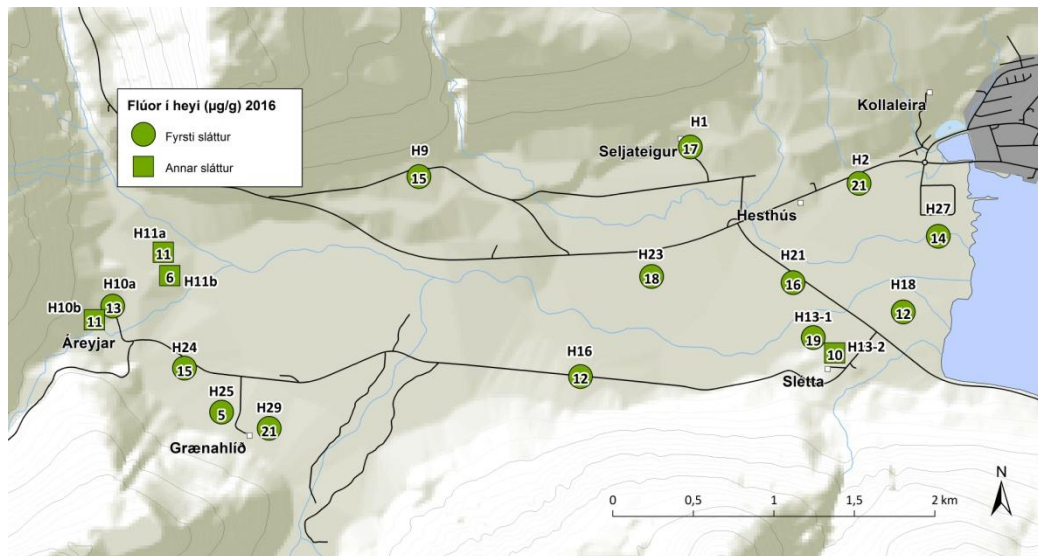 Flúor í heyi (µg/g) 2016
Fyrsti sláttur
Annar sláttur
Kollaleira
H1
17
Seljateigur
H9
15
H2
21
Hesthús
H27
14
H11a
11
6
H11b
H23
18
H21
16
H10a
13
H10b
11
Áreyjar
H18
12
H13-1
19
H13-2
10
Slétta
H24
15
H16
12
H25
5
H29
21
Grænahlíð
N
0 0,5 1 1,5 2 km